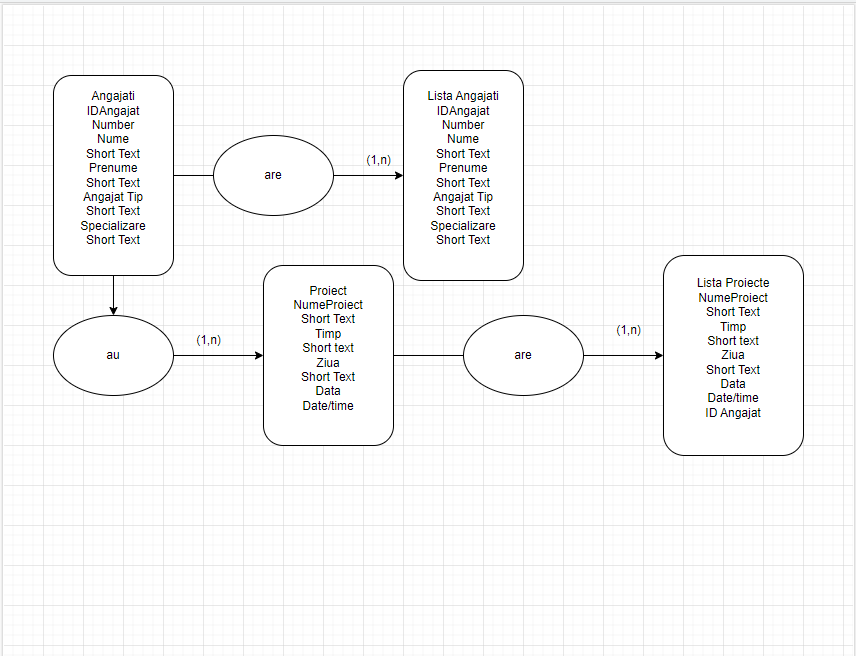 Angajati
IDAngajat
Number
Nume
Short Text
Prenume
Short Text
Angajat Tip
Short Text
Specializare
Short Text
are
(1,n)
Lista Angajati
IDAngajat
Number
Nume
Short Text
Prenume
Short Text
Angajat Tip
Short Text
Specializare
Short Text
au
(1,n)
Proiect
NumeProiect
Short Text
Timp
Short text
Ziua
Short Text
Data
Date/time
are
(1,n)
Lista Proiecte
NumeProiect
Short Text
Timp
Short text
Ziua
Short Text
Data
Date/time
ID Angajat